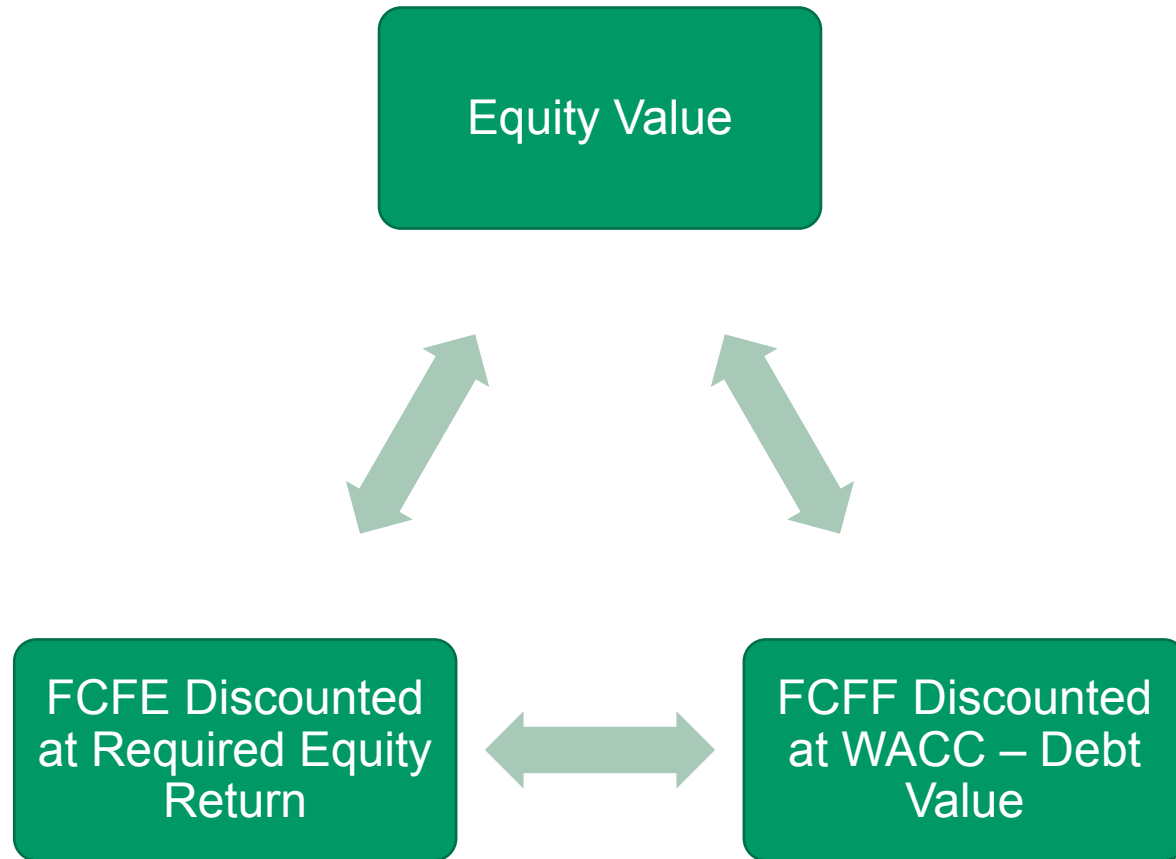 Equity Value
FCFE Discounted
at Required Equity
Return
FCFF Discounted
at WACC – Debt
Value